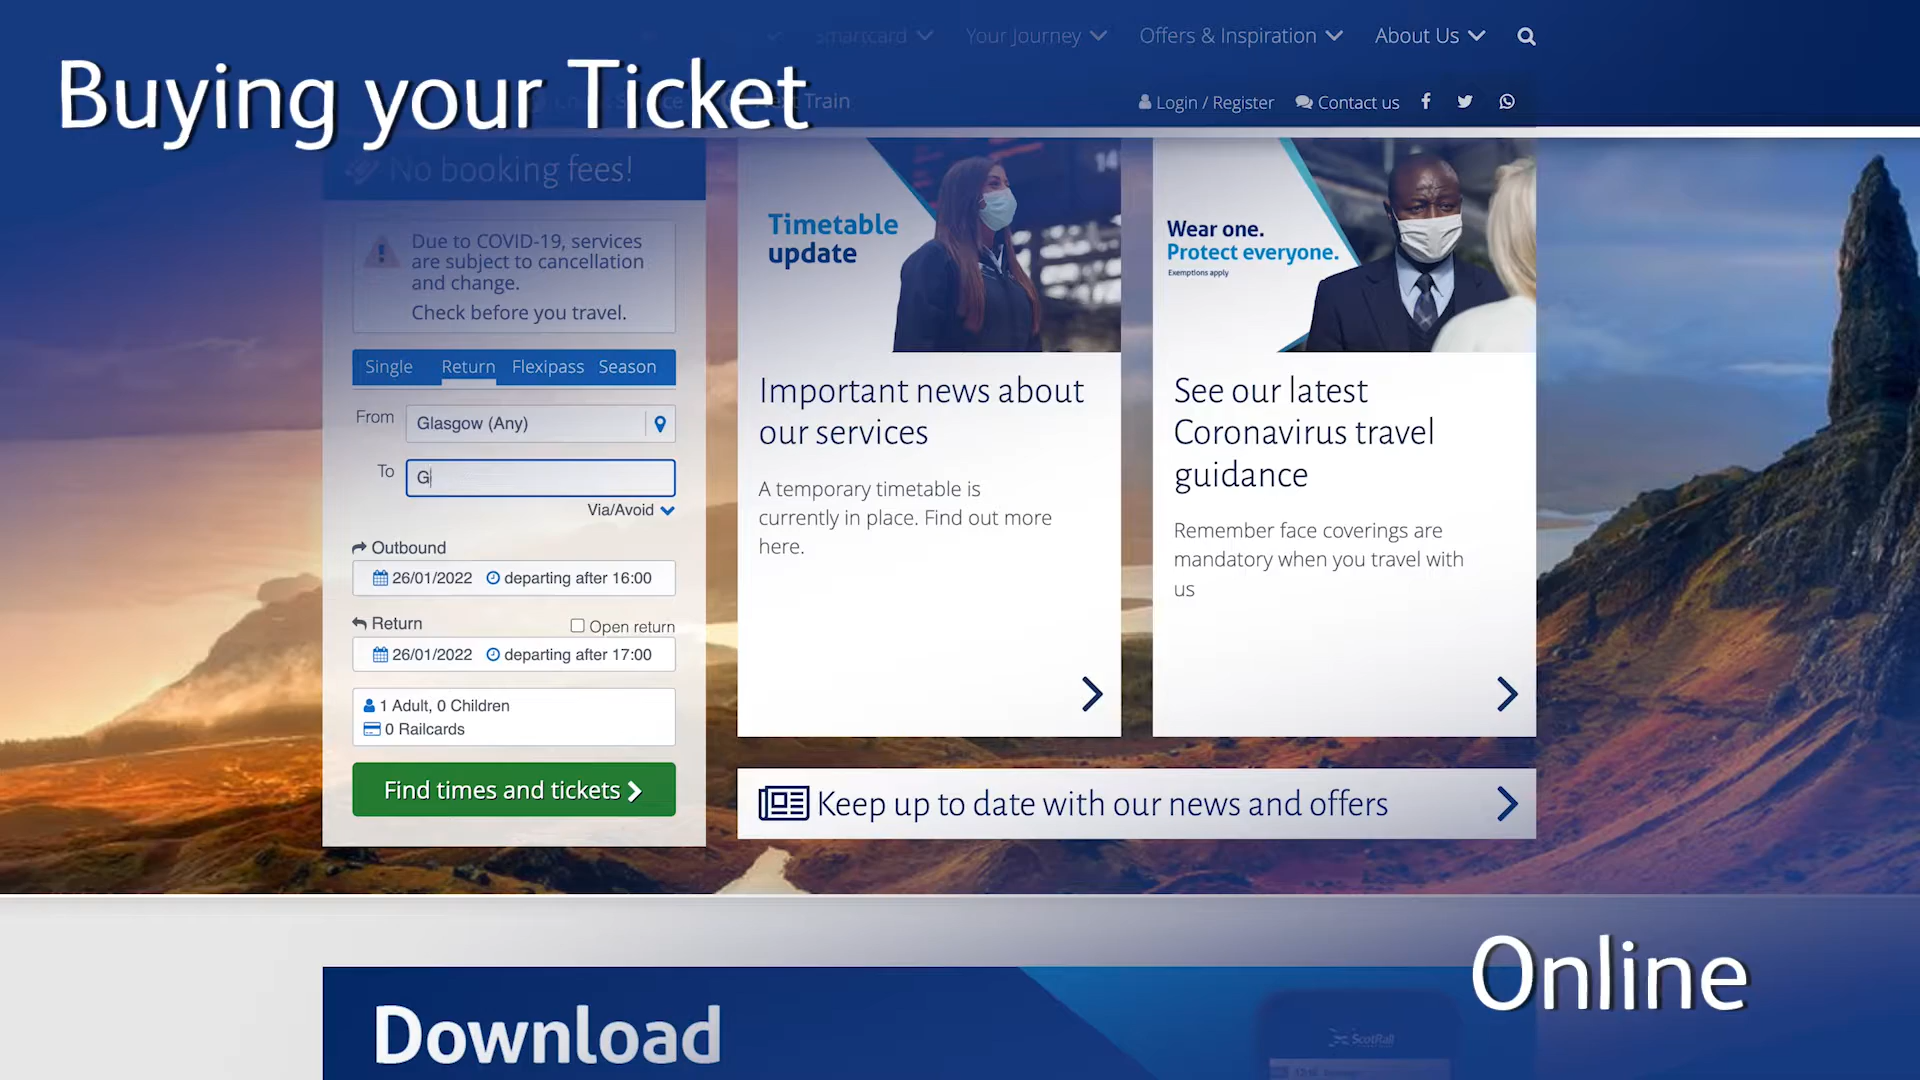 Smartcard
Your Journey
Offers & Inspiration
About Us
Buying your Ticket
Train
Login / Register
Contact us
No booking fees!
Due to COVID-19, services
are subject to cancellation
and change.
Check before you travel.
Single
Return
Flexipass
Season
From
Glasgow (Any)
To
G
Via/Avoid
Outbound
26/01/2022
departing after 16:00
Return
Open return
26/01/2022
departing after 17:00
1 Adult, 0 Children
0 Railcards
Find times and tickets
14
Timetable
update
Important news about
our services
A temporary timetable is
currently in place. Find out more
here.
Wear one.
Protect everyone.
Exemptions apply
See our latest
Coronavirus travel
guidance
Remember face coverings are
mandatory when you travel with
us
Keep up to date with our news and offers
Online
Download
ScotRail